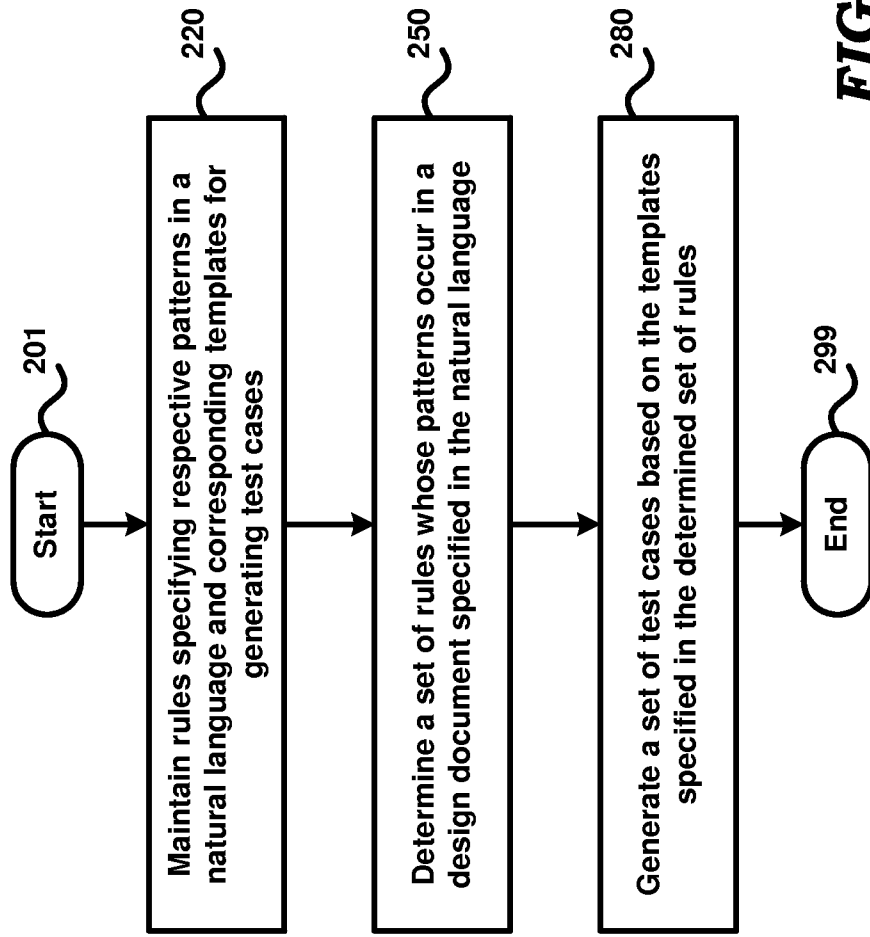 Start
201
Maintain rules specifying respective patterns in a
natural language and corresponding templates for
generating test cases
220
Determine a set of rules whose patterns occur in a
design document specified in the natural language
250
Generate a set of test cases based on the templates
specified in the determined set of rules
280
End
299
FIG